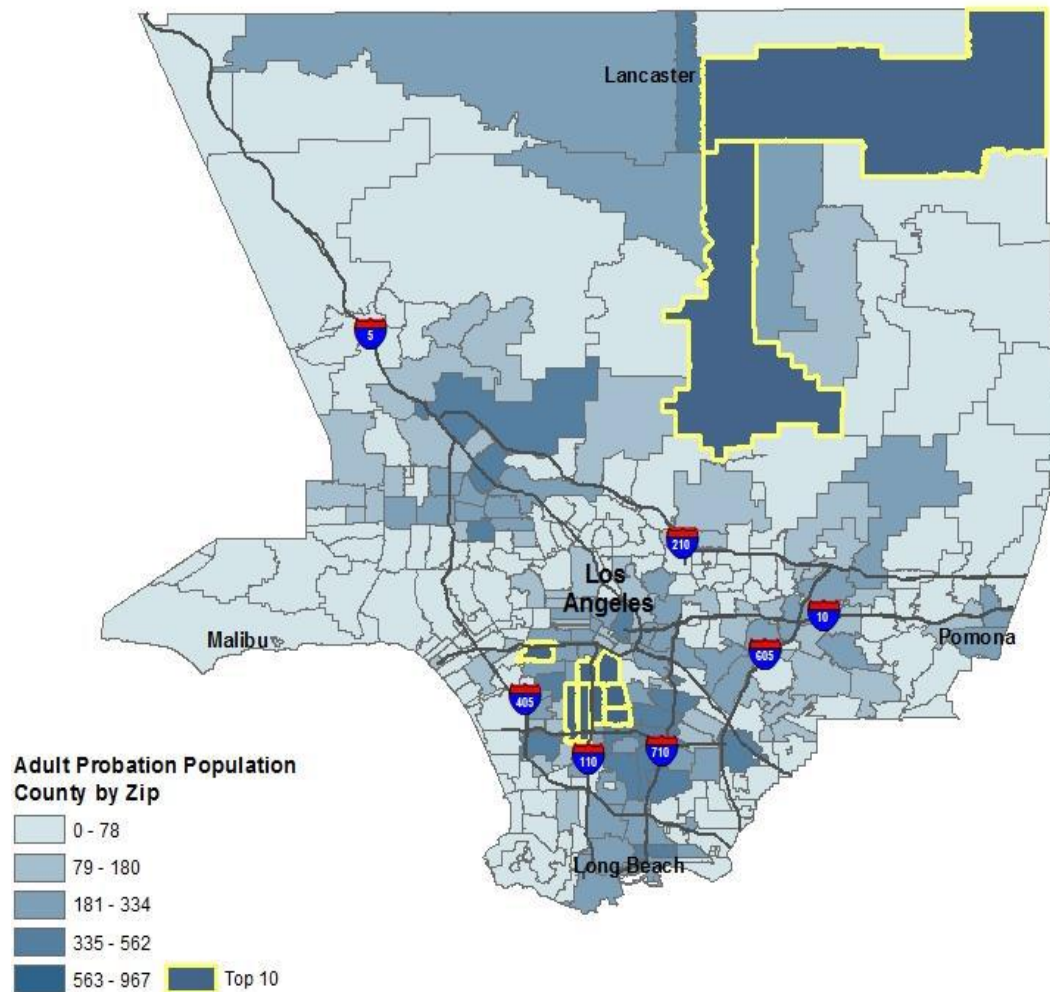 Lancaster
5
210
Los
Angeles
10
Malibu
Pomona
605
405
110
710
Long Beach
Adult Probation Population
County by Zip
0 - 78
79 - 180
181 - 334
335 - 562
563 - 967
Top 10